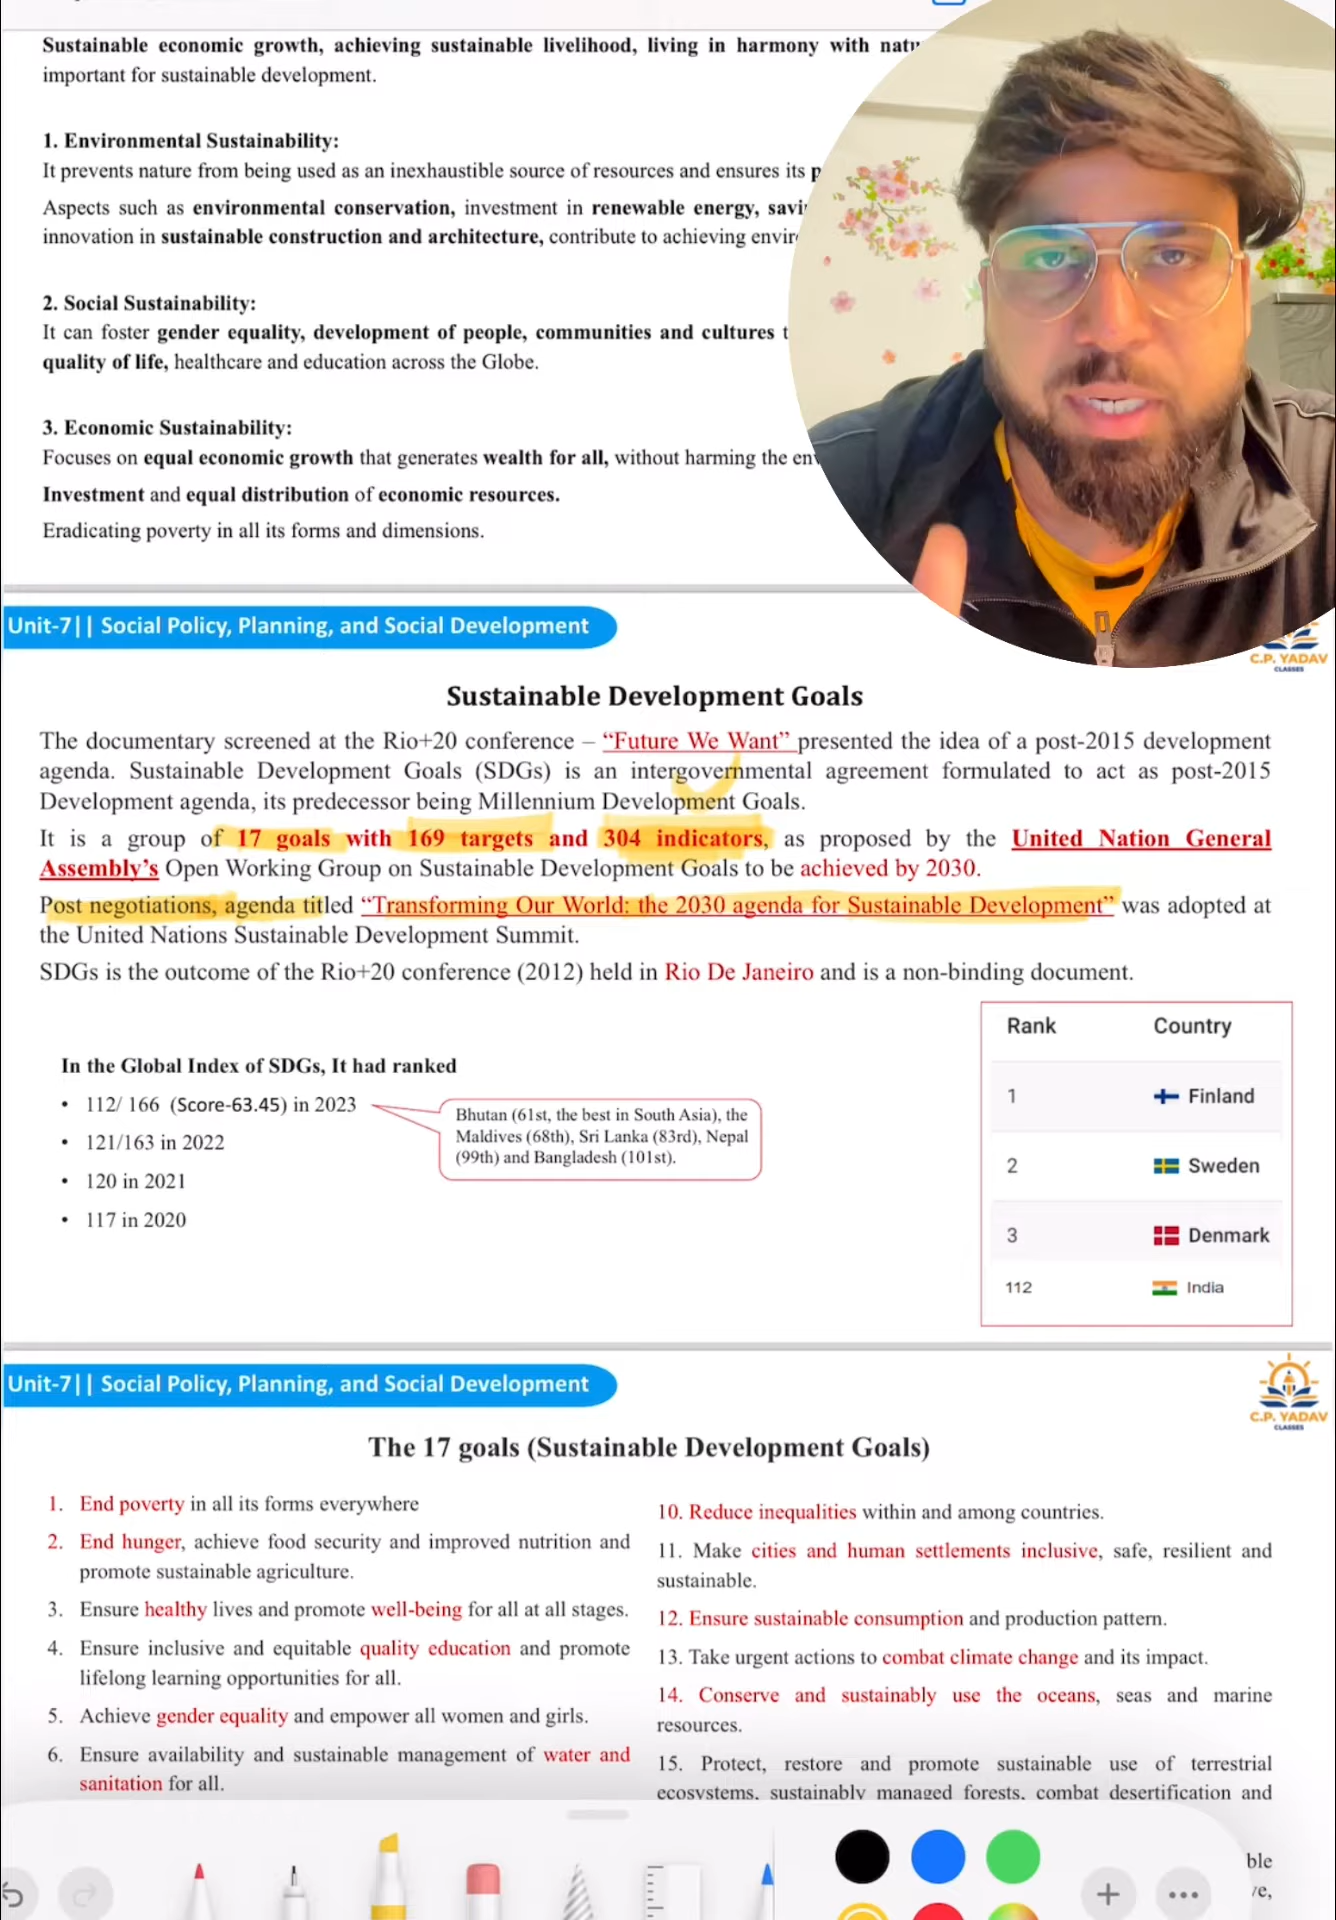 Sustainable economic growth, achieving sustainable livelihood, living in harmony with
important for sustainable development.
1. Environmental Sustainability:
It prevents nature from being used as an inexhaustible source of resources and ensures its
Aspects such as environmental conservation, investment in renewable energy,
innovation in sustainable construction and architecture, contribute to achieving
2. Social Sustainability:
It can foster gender equality, development of people, communities and cultures
quality of life, healthcare and education across the Globe.
3. Economic Sustainability:
Focuses on equal economic growth that generates wealth for all, without harming the
Investment and equal distribution of economic resources.
Eradicating poverty in all its forms and dimensions.
Unit-7|| Social Policy, Planning, and Social Development
C.P. YADAV
CLASSES
Sustainable Development Goals
The documentary screened at the Rio+20 conference – “Future We Want” presented the idea of a post-2015 development
agenda. Sustainable Development Goals (SDGs) is an intergovernmental agreement formulated to act as post-2015
Development agenda, its predecessor being Millennium Development Goals.
It is a group of 17 goals with 169 targets and 304 indicators, as proposed by the United Nation General
Assembly’s Open Working Group on Sustainable Development Goals to be achieved by 2030.
Post negotiations, agenda titled “Transforming Our World: the 2030 agenda for Sustainable Development” was adopted at
the United Nations Sustainable Development Summit.
SDGs is the outcome of the Rio+20 conference (2012) held in Rio De Janeiro and is a non-binding document.
In the Global Index of SDGs, It had ranked
• 112/ 166 (Score-63.45) in 2023
• 121/163 in 2022
• 120 in 2021
• 117 in 2020
Bhutan (61st, the best in South Asia), the
Maldives (68th), Sri Lanka (83rd), Nepal
(99th) and Bangladesh (101st).
Rank Country
1 Finland
2 Sweden
3 Denmark
112 India
Unit-7|| Social Policy, Planning, and Social Development
C.P. YADAV
CLASSES
The 17 goals (Sustainable Development Goals)
1. End poverty in all its forms everywhere
2. End hunger, achieve food security and improved nutrition and
promote sustainable agriculture.
3. Ensure healthy lives and promote well-being for all at all stages.
4. Ensure inclusive and equitable quality education and promote
lifelong learning opportunities for all.
5. Achieve gender equality and empower all women and girls.
6. Ensure availability and sustainable management of water and
sanitation for all.
10. Reduce inequalities within and among countries.
11. Make cities and human settlements inclusive, safe, resilient and
sustainable.
12. Ensure sustainable consumption and production pattern.
13. Take urgent actions to combat climate change and its impact.
14. Conserve and sustainably use the oceans, seas and marine
resources.
15. Protect, restore and promote sustainable use of terrestrial
ecosystems, sustainably managed forests, combat desertification and